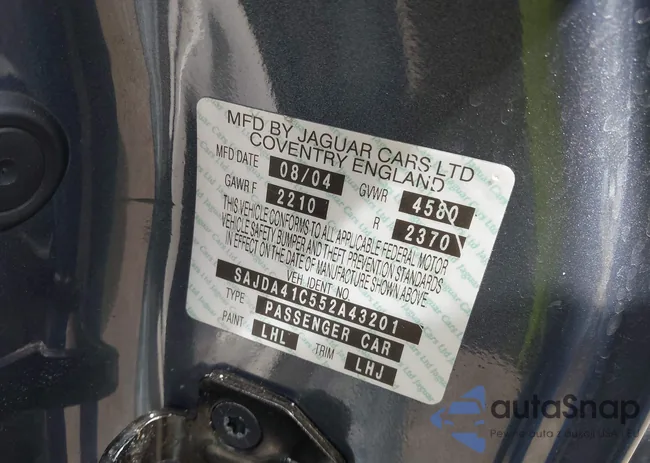 MFD BY JAGUAR CARS LTD
COVENTRY ENGLAND
MFD DATE 08/04 GVWR 4580
GAWR F 2210 R 2370
THIS VEHICLE CONFORMS TO ALL APPLICABLE FEDERAL MOTOR
VEHICLE SAFETY BUMPER AND THEFT PREVENTION STANDARDS
IN EFFECT ON THE DATE OF MANUFACTURE SHOWN ABOVE
VEH. IDENT NO.
SAJDA41C552A43201
TYPE PASSENGER CAR
PAINT LHL TRIM LHJ
autaSnap